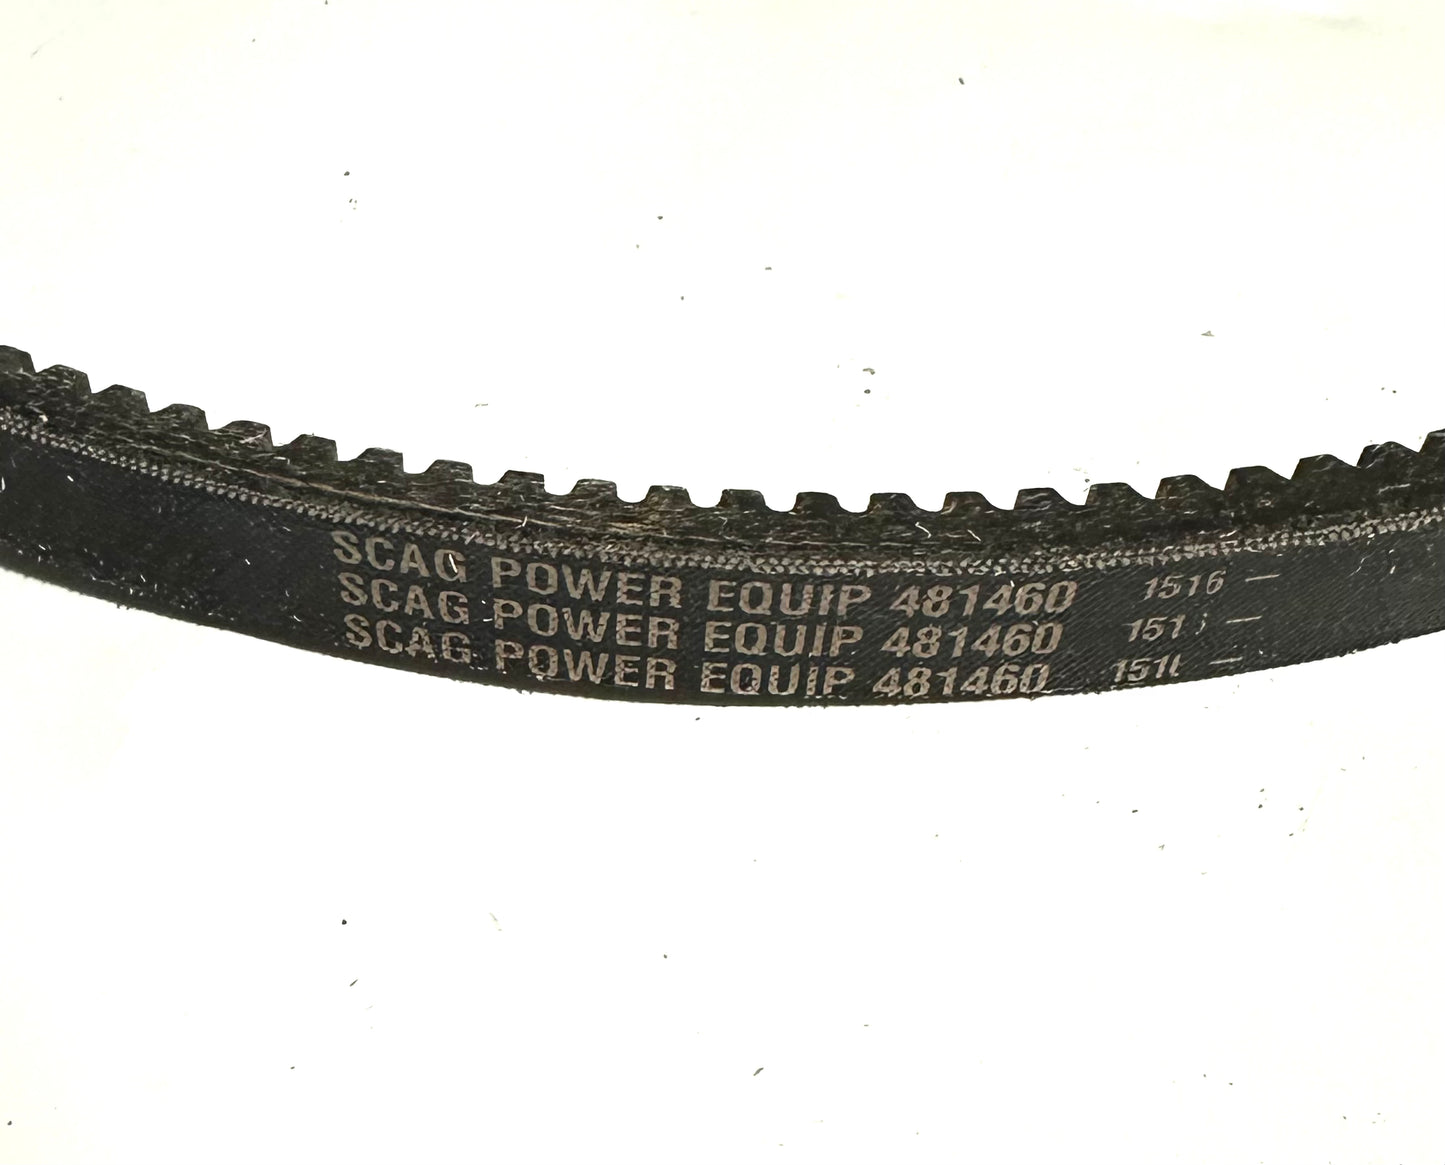 SCAG POWER EQUIP 481460 1516 —
SCAG POWER EQUIP 481460 —
SCAG POWER EQUIP 481460 —